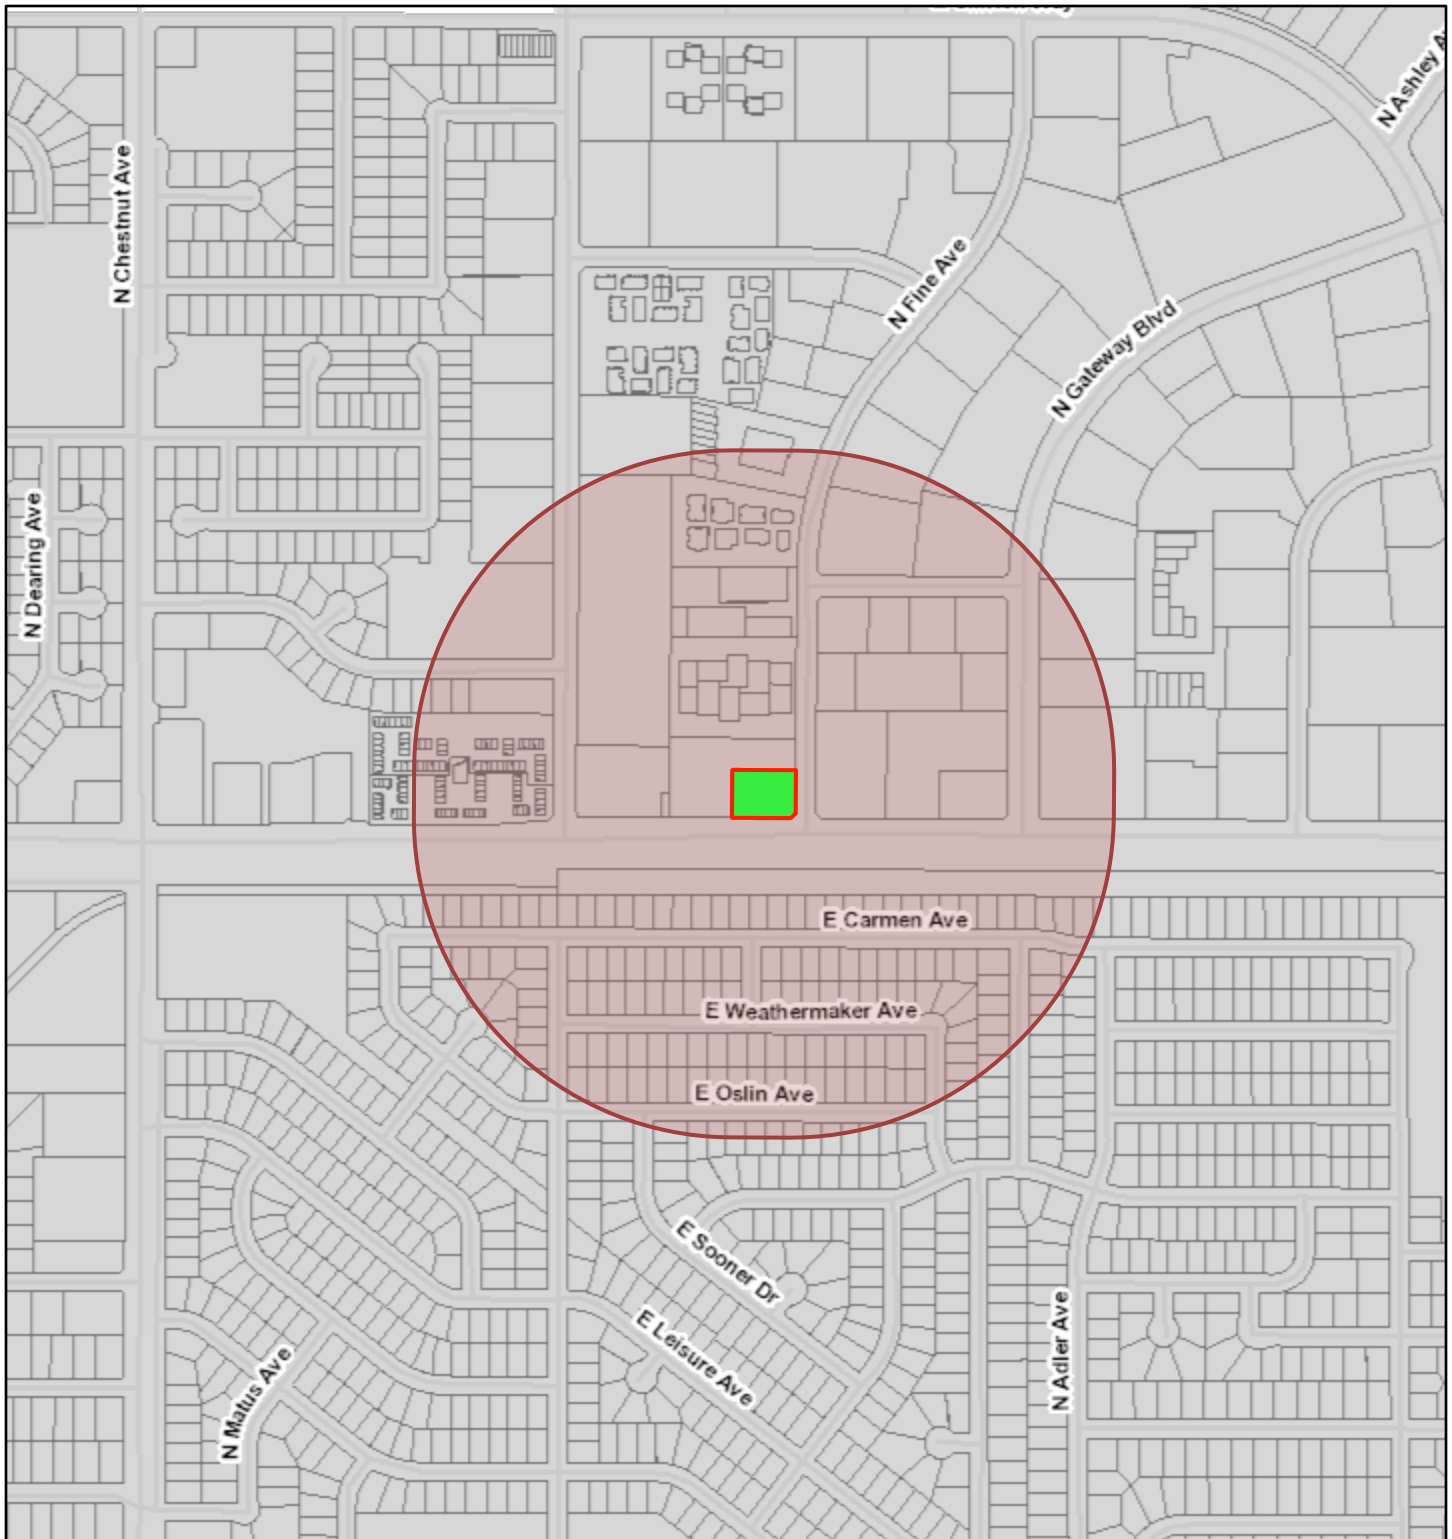 N Ashley A
N Chestnut Ave
N Fine Ave
N Gateway Blvd
N Dearing Ave
E Carmen Ave
E Weathermaker Ave
E Oslin Ave
E Sooner Dr
E Leisure Ave
N Adler Ave
N Matus Ave